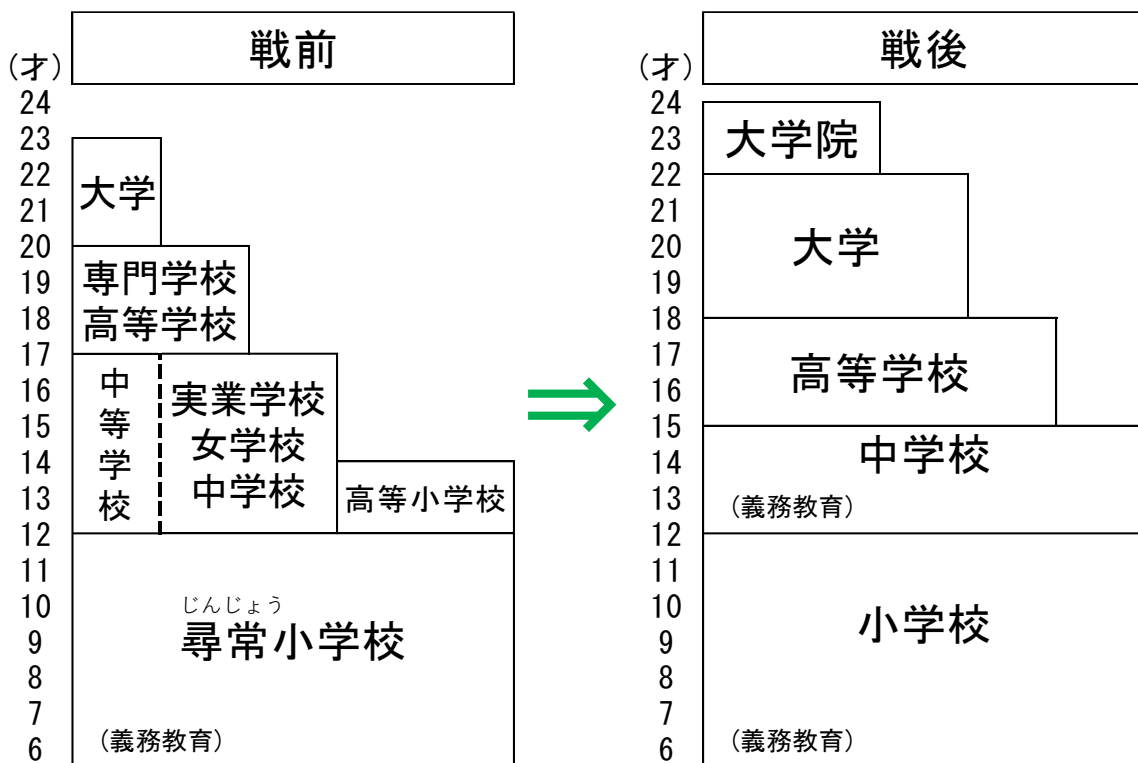 戦前
(才)
24
23
22
21
20
19
18
17
16
15
14
13
12
11
10
9
8
7
6
大学
専門学校
高等学校
中等学校
実業学校
女学校
中学校
高等小学校
じんじょう
尋常小学校
(義務教育)
戦後
(才)
24
23
22
21
20
19
18
17
16
15
14
13
12
11
10
9
8
7
6
大学院
大学
高等学校
中学校
(義務教育)
小学校
(義務教育)